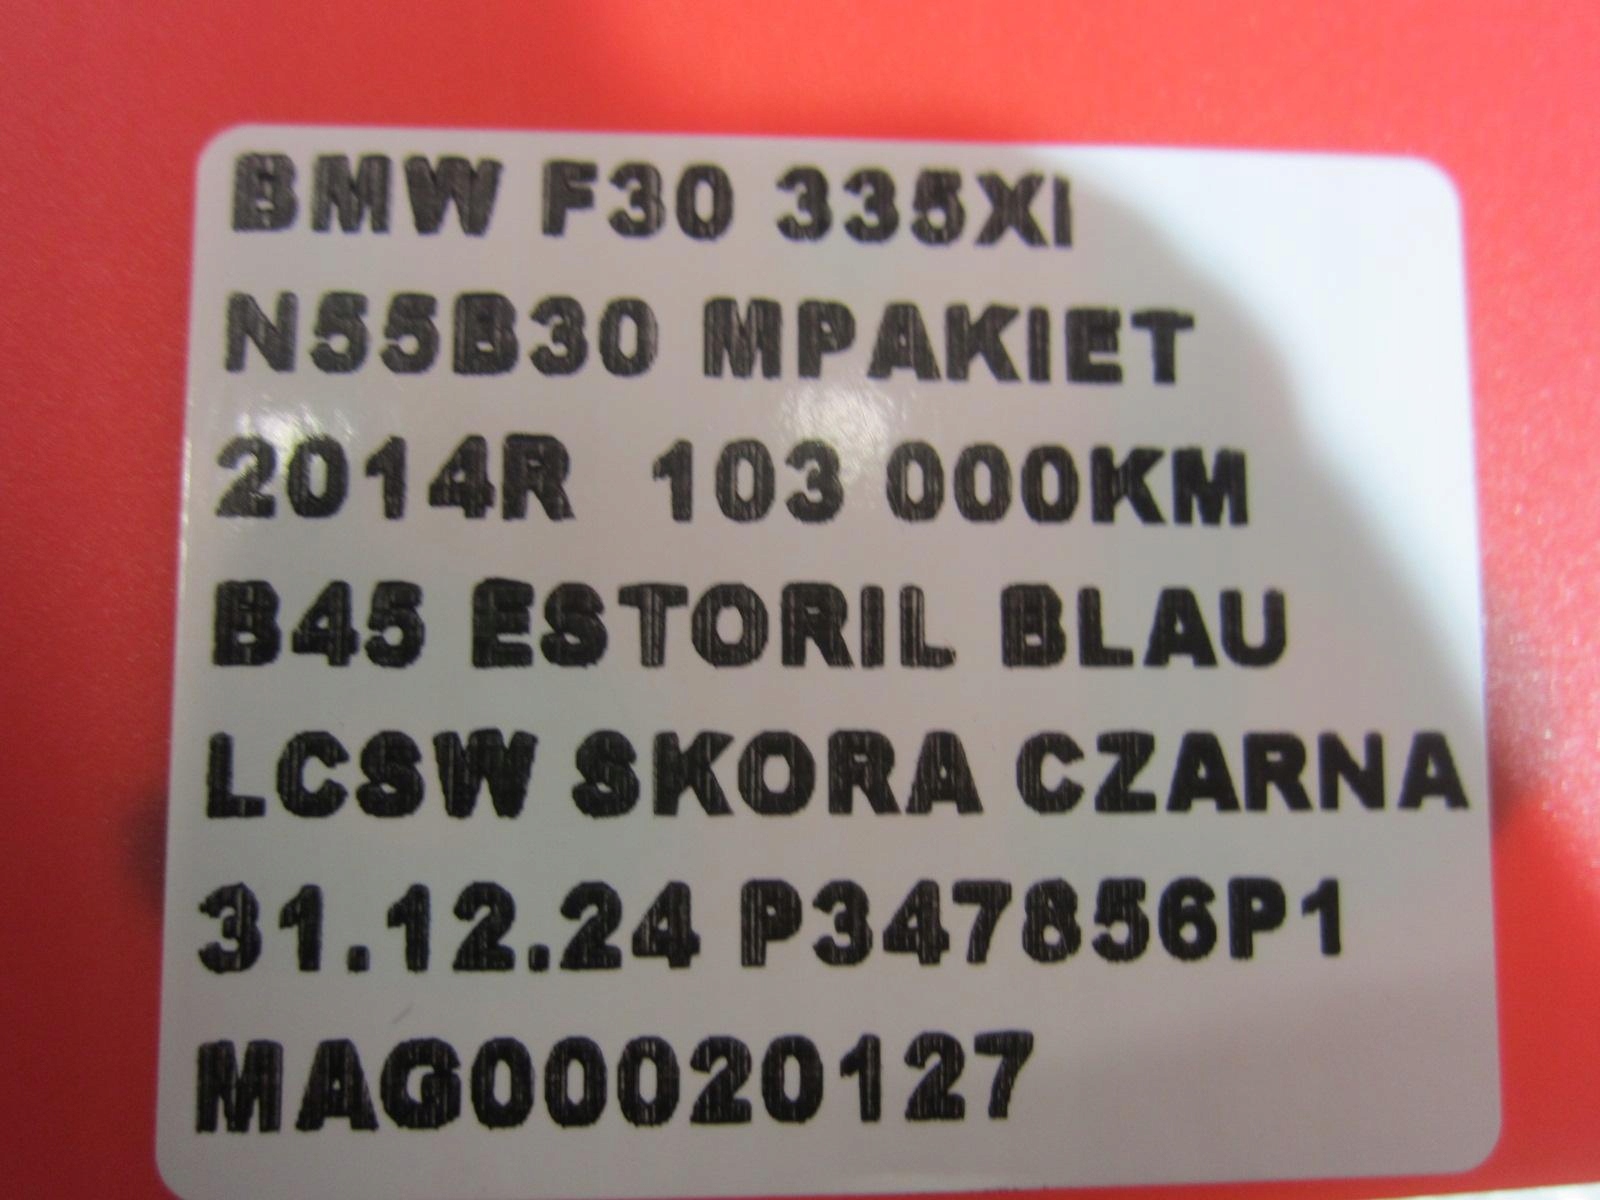 BMW F30 335XI
N55B30 MPAKIET
2014R 103 000KM
B45 ESTORIL BLAU
LCSW SKORA CZARNA
31.12.24 P347856P1
MAG00020127